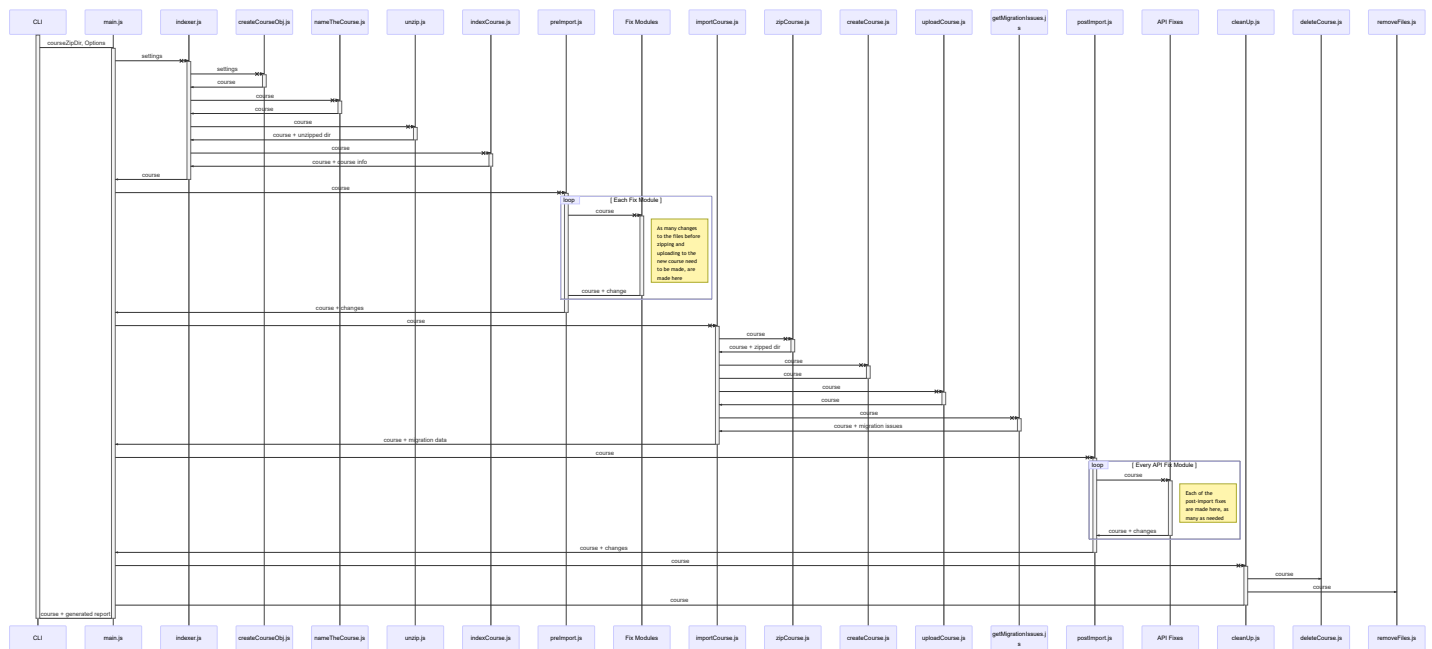 CLI
main.js
indexer.js
createCourseObj.js
nameTheCourse.js
unzip.js
indexCourse.js
preImport.js
Fix Modules
importCourse.js
zipCourse.js
createCourse.js
uploadCourse.js
getMigrationIssues.j
s
postImport.js
API Fixes
cleanUp.js
deleteCourse.js
removeFiles.js
courseZipDir, Options
settings
settings
course
course
course
course
course + unzipped dir
course
course + course info
course
course
loop
[ Each Fix Module ]
course
As many changes
to the files before
zipping and
uploading to the
new course need
to be made, are
made here
course + change
course + changes
course
course
course + zipped dir
course
course
course
course
course
course + migration issues
course + migration data
course
loop
[ Every API Fix Module ]
course
Each of the
post-import fixes
are made here, as
many as needed
course + changes
course + changes
course
course
course
course
course + generated report
CLI
main.js
indexer.js
createCourseObj.js
nameTheCourse.js
unzip.js
indexCourse.js
preImport.js
Fix Modules
importCourse.js
zipCourse.js
createCourse.js
uploadCourse.js
getMigrationIssues.j
s
postImport.js
API Fixes
cleanUp.js
deleteCourse.js
removeFiles.js